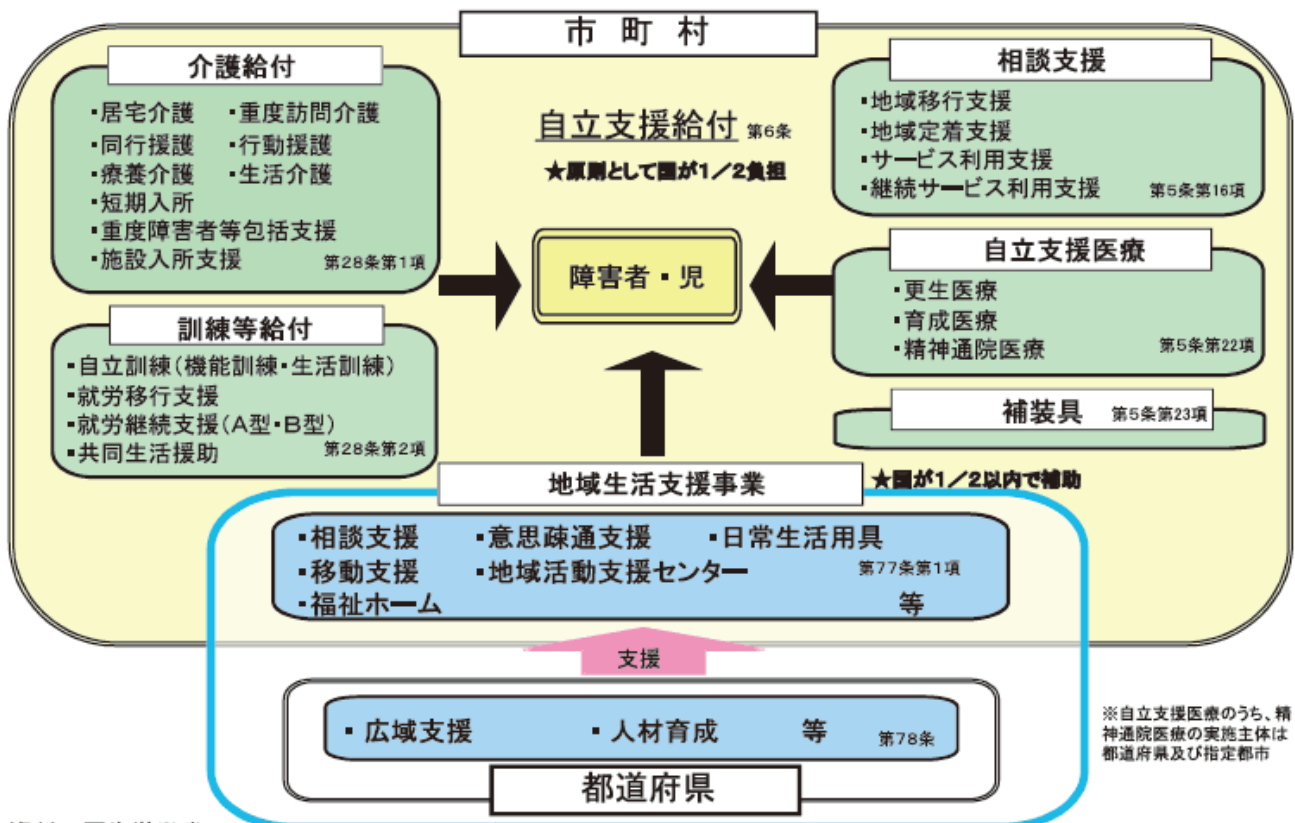 市町村
介護給付
・居宅介護 ・重度訪問介護
・同行援護 ・行動援護
・療養介護 ・生活介護
・短期入所
・重度障害者等包括支援
・施設入所支援 第28条第1項
訓練等給付
・自立訓練(機能訓練・生活訓練)
・就労移行支援
・就労継続支援(A型・B型)
・共同生活援助 第28条第2項
自立支援給付 第6条
★原則として国が1/2負担
障害者・児
相談支援
・地域移行支援
・地域定着支援
・サービス利用支援
・継続サービス利用支援 第5条第16項
自立支援医療
・更生医療
・育成医療
・精神通院医療 第5条第22項
補装具 第5条第23項
地域生活支援事業
★国が1/2以内で補助
・相談支援 ・意思疎通支援 ・日常生活用具
・移動支援 ・地域活動支援センター 第77条第1項
・福祉ホーム 等
支援
・広域支援 ・人材育成 等 第78条
都道府県
※自立支援医療のうち、精
神通院医療の実施主体は
都道府県及び指定都市